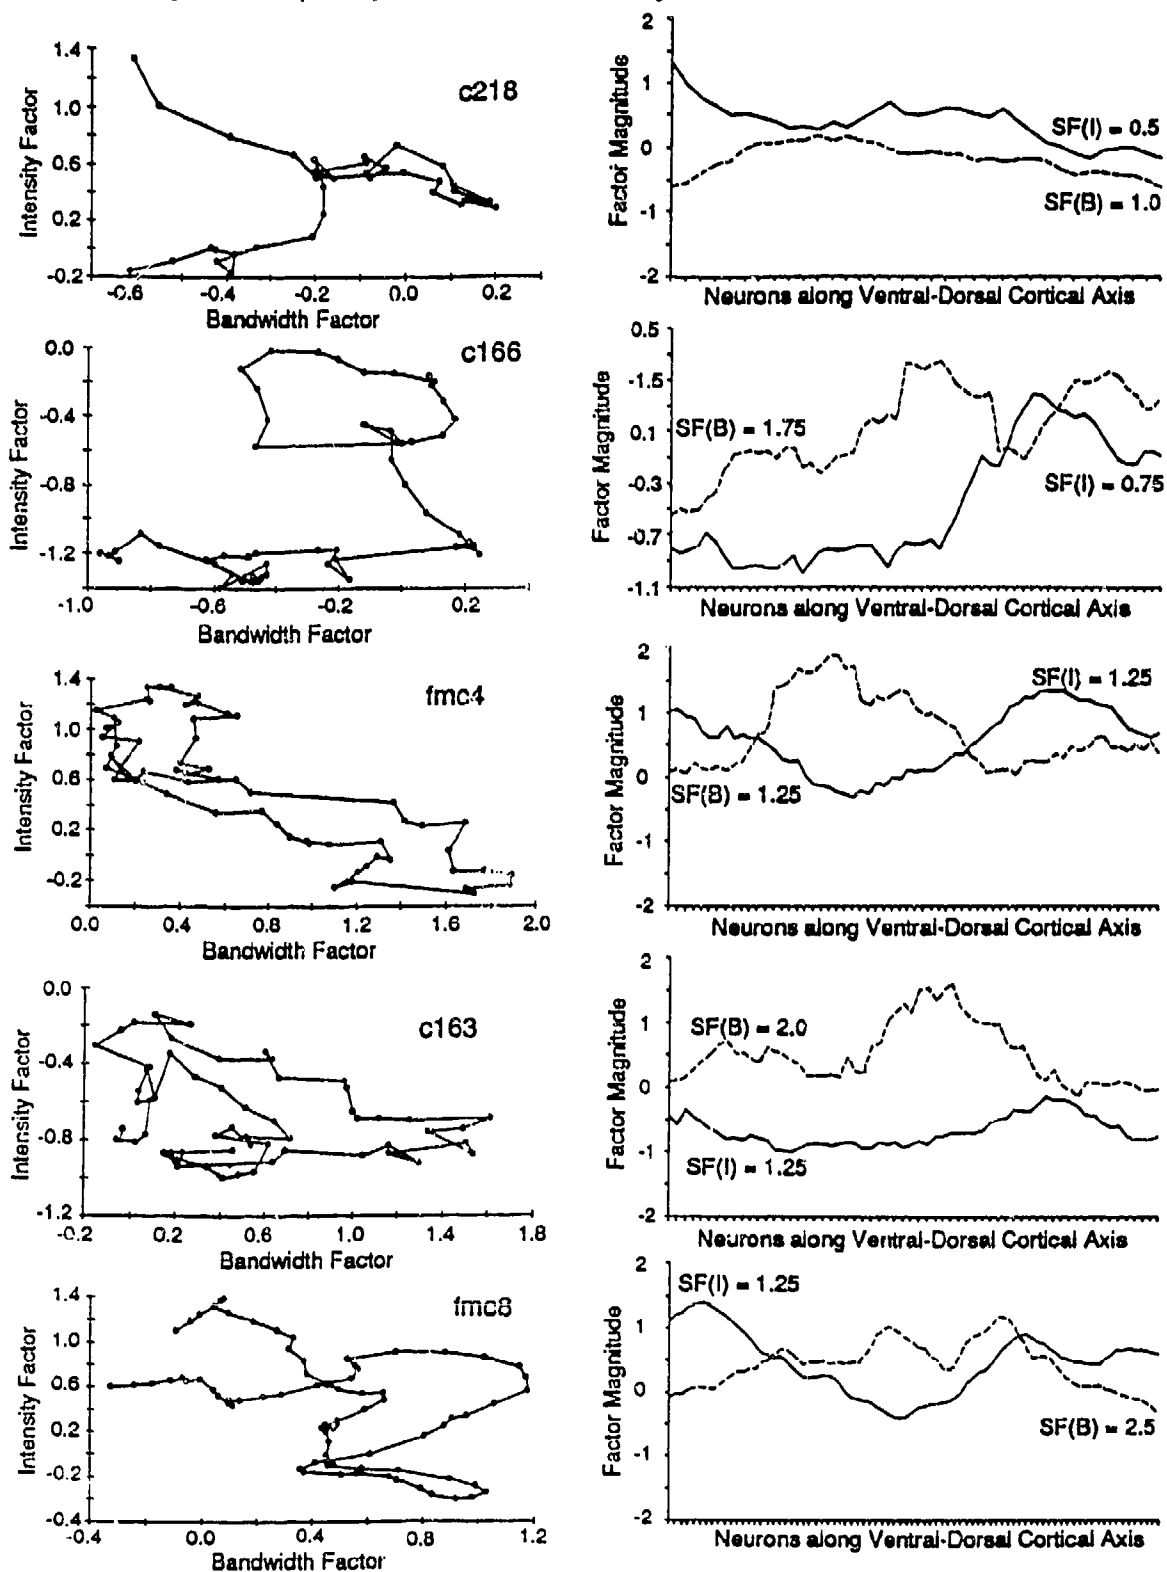 c218
Intensity Factor
1.4
1.0
0.6
0.2
-0.2
-0.6
-0.4
-0.2
0.0
0.2
Bandwidth Factor
Factor Magnitude
2
1
0
-1
-2
SF(I) = 0.5
SF(B) = 1.0
Neurons along Ventral-Dorsal Cortical Axis
c166
Intensity Factor
0.0
-0.4
-0.8
-1.2
-1.0
-0.6
-0.2
0.2
Bandwidth Factor
Factor Magnitude
0.5
-1.5
0.1
-0.3
-0.7
-1.1
SF(B) = 1.75
SF(I) = 0.75
Neurons along Ventral-Dorsal Cortical Axis
fmc4
Intensity Factor
1.4
1.0
0.6
0.2
-0.2
0.0
0.4
0.8
1.2
1.6
2.0
Bandwidth Factor
Factor Magnitude
2
1
0
-1
-2
SF(I) = 1.25
SF(B) = 1.25
Neurons along Ventral-Dorsal Cortical Axis
c163
Intensity Factor
0.0
-0.4
-0.8
-1.2
-0.2
0.2
0.6
1.0
1.4
1.8
Bandwidth Factor
Factor Magnitude
2
1
0
-1
-2
SF(B) = 2.0
SF(I) = 1.25
Neurons along Ventral-Dorsal Cortical Axis
fmc8
Intensity Factor
1.4
1.0
0.6
0.2
-0.2
-0.4
-0.4
0.0
0.4
0.8
1.2
Bandwidth Factor
Factor Magnitude
2
1
0
-1
-2
SF(I) = 1.25
SF(B) = 2.5
Neurons along Ventral-Dorsal Cortical Axis